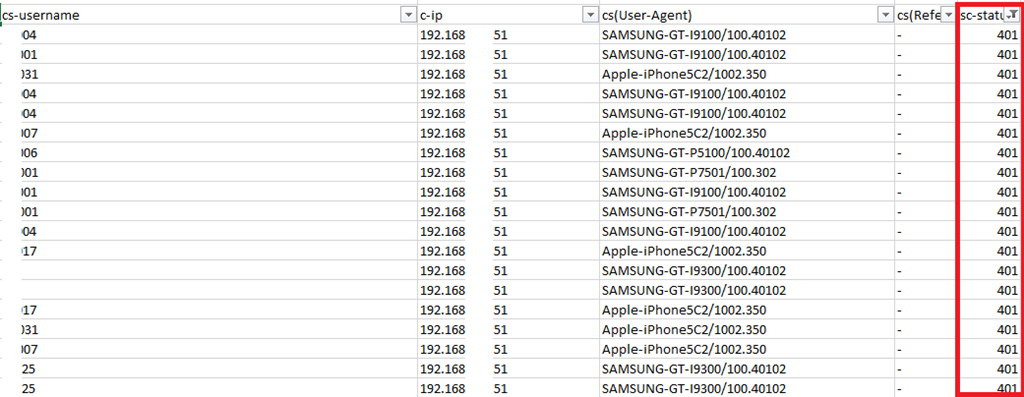 cs-username c-ip cs(User-Agent) cs(Refe sc-statu
004 192.168 51 SAMSUNG-GT-I9100/100.40102 - 401
001 192.168 51 SAMSUNG-GT-I9100/100.40102 - 401
031 192.168 51 Apple-iPhone5C2/1002.350 - 401
004 192.168 51 SAMSUNG-GT-I9100/100.40102 - 401
004 192.168 51 SAMSUNG-GT-I9100/100.40102 - 401
007 192.168 51 Apple-iPhone5C2/1002.350 - 401
006 192.168 51 SAMSUNG-GT-P5100/100.40102 - 401
001 192.168 51 SAMSUNG-GT-P7501/100.302 - 401
001 192.168 51 SAMSUNG-GT-I9100/100.40102 - 401
001 192.168 51 SAMSUNG-GT-P7501/100.302 - 401
004 192.168 51 SAMSUNG-GT-I9100/100.40102 - 401
017 192.168 51 Apple-iPhone5C2/1002.350 - 401
192.168 51 SAMSUNG-GT-I9300/100.40102 - 401
192.168 51 SAMSUNG-GT-I9300/100.40102 - 401
017 192.168 51 Apple-iPhone5C2/1002.350 - 401
031 192.168 51 Apple-iPhone5C2/1002.350 - 401
007 192.168 51 Apple-iPhone5C2/1002.350 - 401
25 192.168 51 SAMSUNG-GT-I9300/100.40102 - 401
25 192.168 51 SAMSUNG-GT-I9300/100.40102 - 401